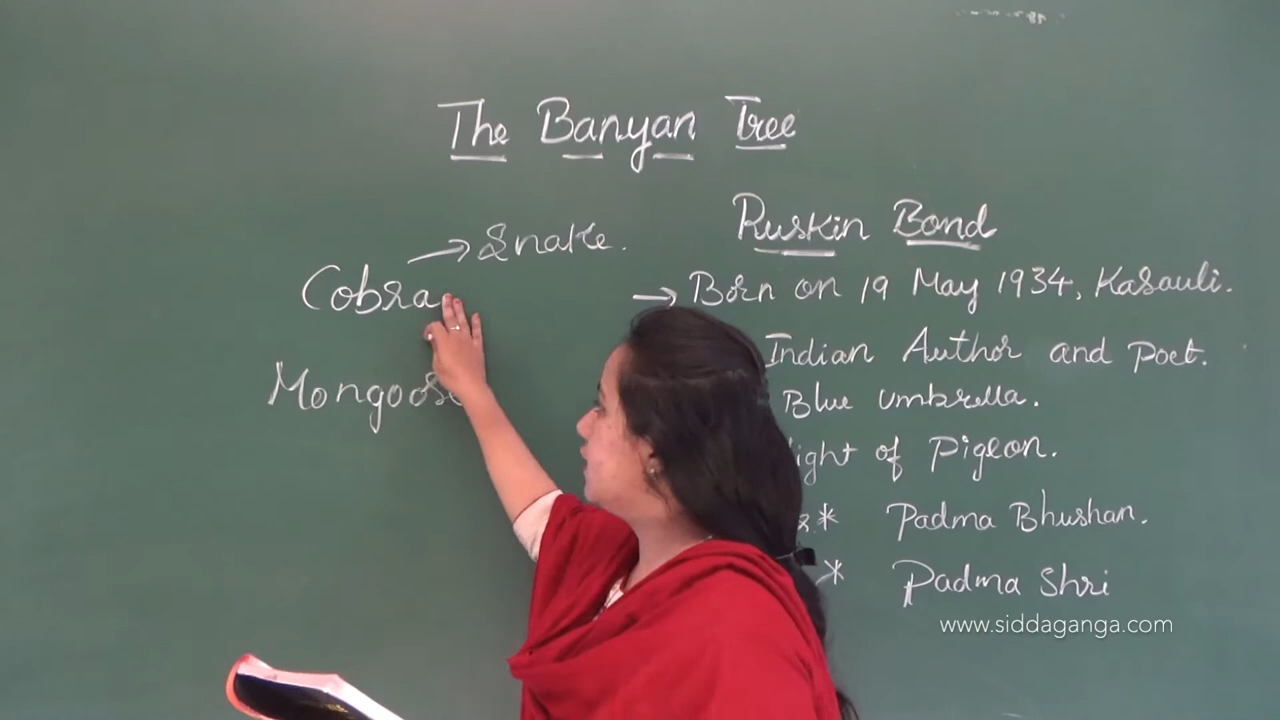 The Banyan Tree
→ Snake.
Cobra
Mongoose
Ruskin Bond
→ Born on 19 May 1934, Kasauli.
Indian Author and poet.
Blue umbrella.
of Pigeon.
* Padma Bhushan.
* Padma Shri
www.siddaganga.com